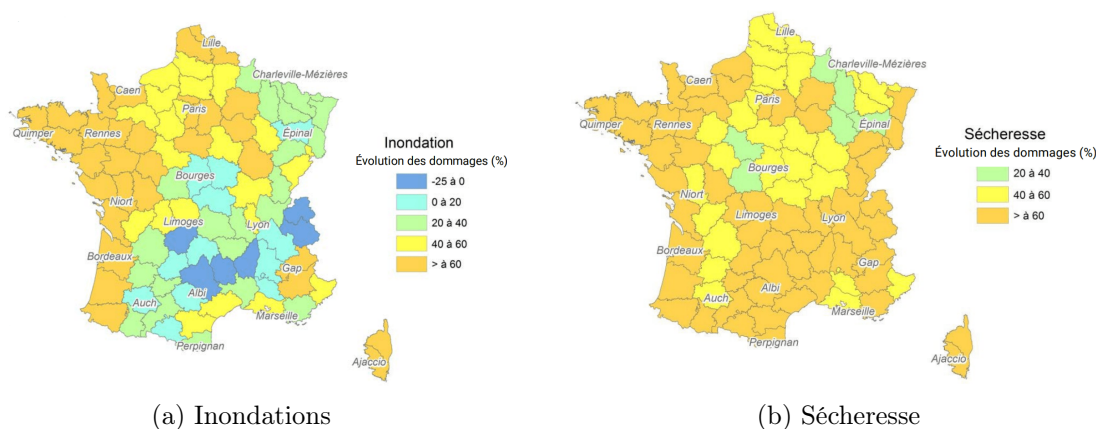 Lille
Charleville-Mézières
Caen
Paris
Quimper
Rennes
Épinal
Bourges
Niort
Limoges
Lyon
Bordeaux
Gap
Albi
Auch
Marseille
Perpignan
Ajaccio
Inondation
Évolution des dommages (%)
-25 à 0
0 à 20
20 à 40
40 à 60
> à 60
(a) Inondations
Lille
Charleville-Mézières
Caen
Paris
Quimper
Rennes
Épinal
Bourges
Niort
Limoges
Lyon
Bordeaux
Gap
Albi
Auch
Marseille
Perpignan
Ajaccio
Sécheresse
Évolution des dommages (%)
20 à 40
40 à 60
> à 60
(b) Sécheresse